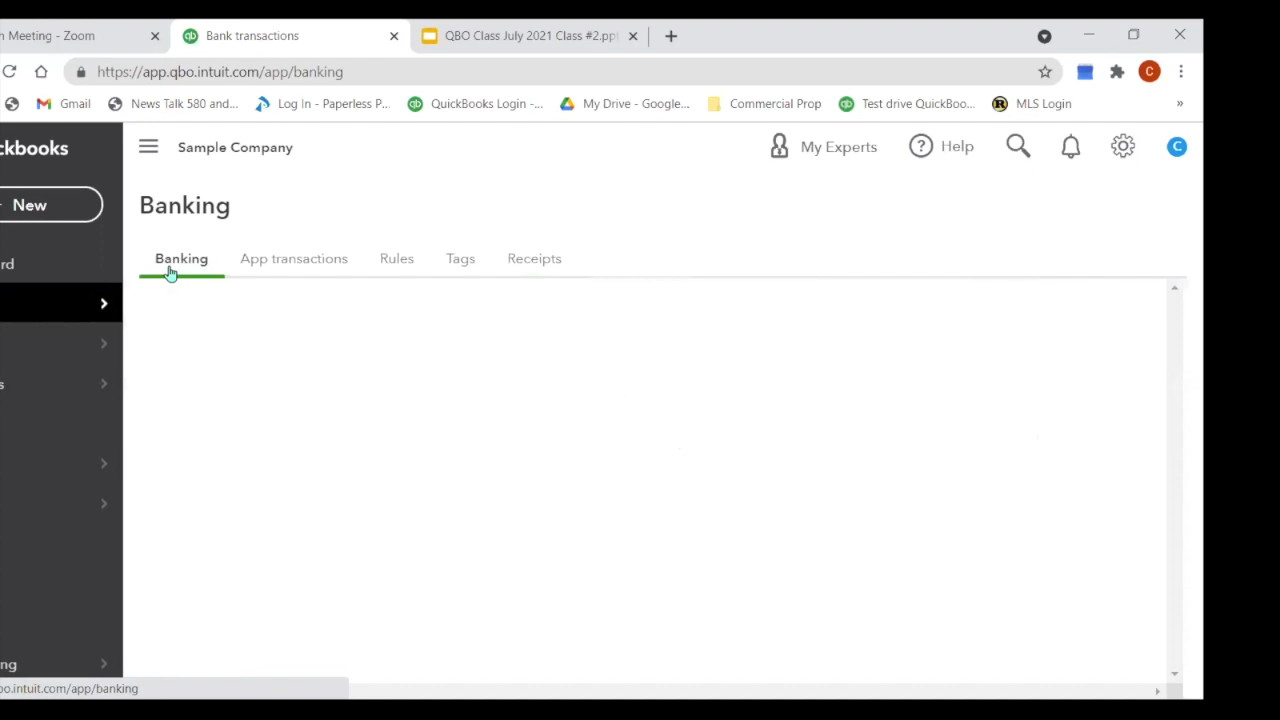 n Meeting - Zoom
Bank transactions
QBO Class July 2021 Class #2.ppt
https://app.qbo.intuit.com/app/banking
Gmail
News Talk 580 and...
Log In - Paperless P...
QuickBooks Login -...
My Drive - Google...
Commercial Prop
Test drive QuickBoo...
MLS Login
»
ckbooks
Sample Company
My Experts
Help
C
New
Banking
rd
Banking
App transactions
Rules
Tags
Receipts
s
ng
bo.intuit.com/app/banking